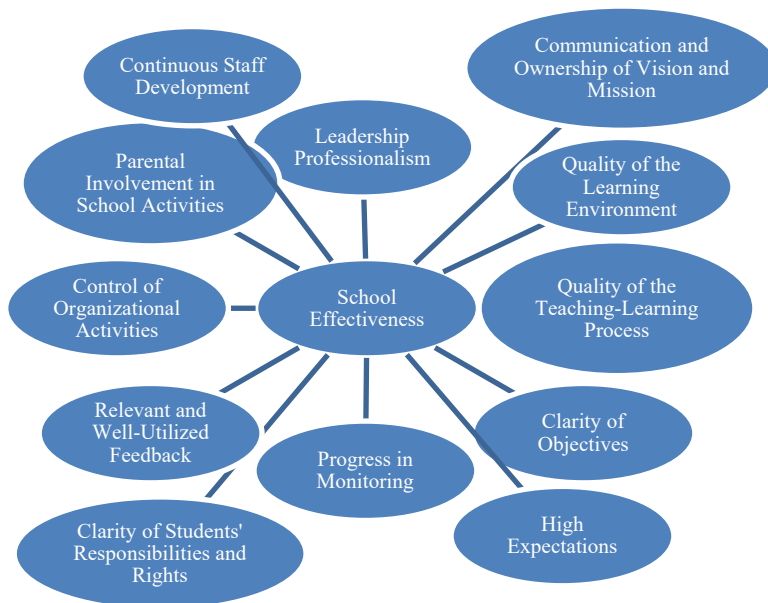 Continuous Staff
Development
Communication and
Ownership of Vision and
Mission
Leadership
Professionalism
Parental
Involvement in
School Activities
Quality of the
Learning
Environment
Control of
Organizational
Activities
School
Effectiveness
Quality of the
Teaching-Learning
Process
Relevant and
Well-Utilized
Feedback
Clarity of
Objectives
Progress in
Monitoring
Clarity of Students'
Responsibilities and
Rights
High
Expectations